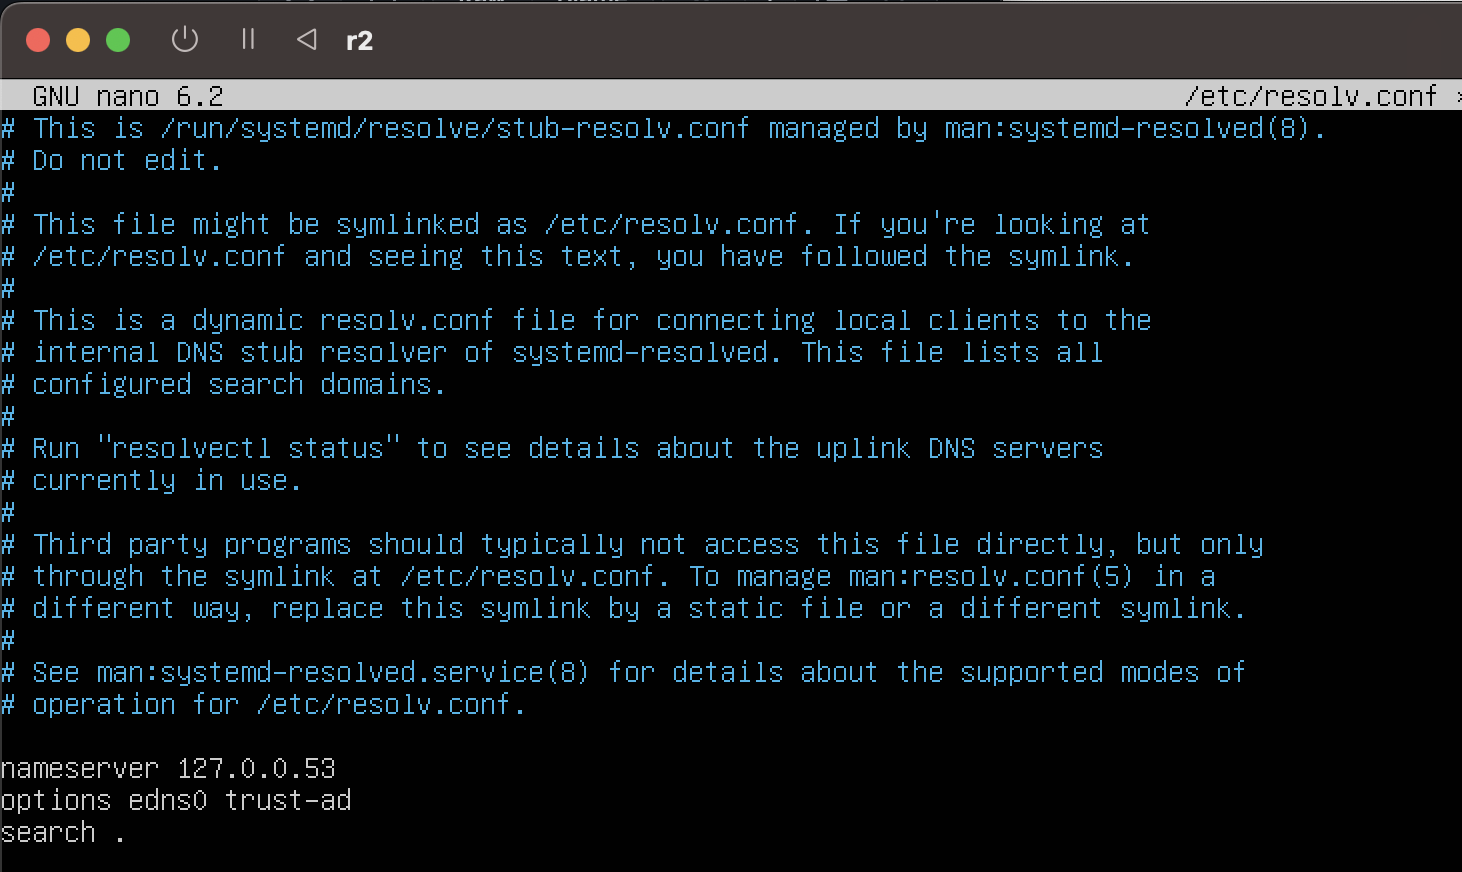 r2
GNU nano 6.2 /etc/resolv.conf
# This is /run/systemd/resolve/stub-resolv.conf managed by man:systemd-resolved(8).
# Do not edit.
#
# This file might be symlinked as /etc/resolv.conf. If you're looking at
# /etc/resolv.conf and seeing this text, you have followed the symlink.
#
# This is a dynamic resolv.conf file for connecting local clients to the
# internal DNS stub resolver of systemd-resolved. This file lists all
# configured search domains.
#
# Run "resolvectl status" to see details about the uplink DNS servers
# currently in use.
#
# Third party programs should typically not access this file directly, but only
# through the symlink at /etc/resolv.conf. To manage man:resolv.conf(5) in a
# different way, replace this symlink by a static file or a different symlink.
#
# See man:systemd-resolved.service(8) for details about the supported modes of
# operation for /etc/resolv.conf.
nameserver 127.0.0.53
options edns0 trust-ad
search .